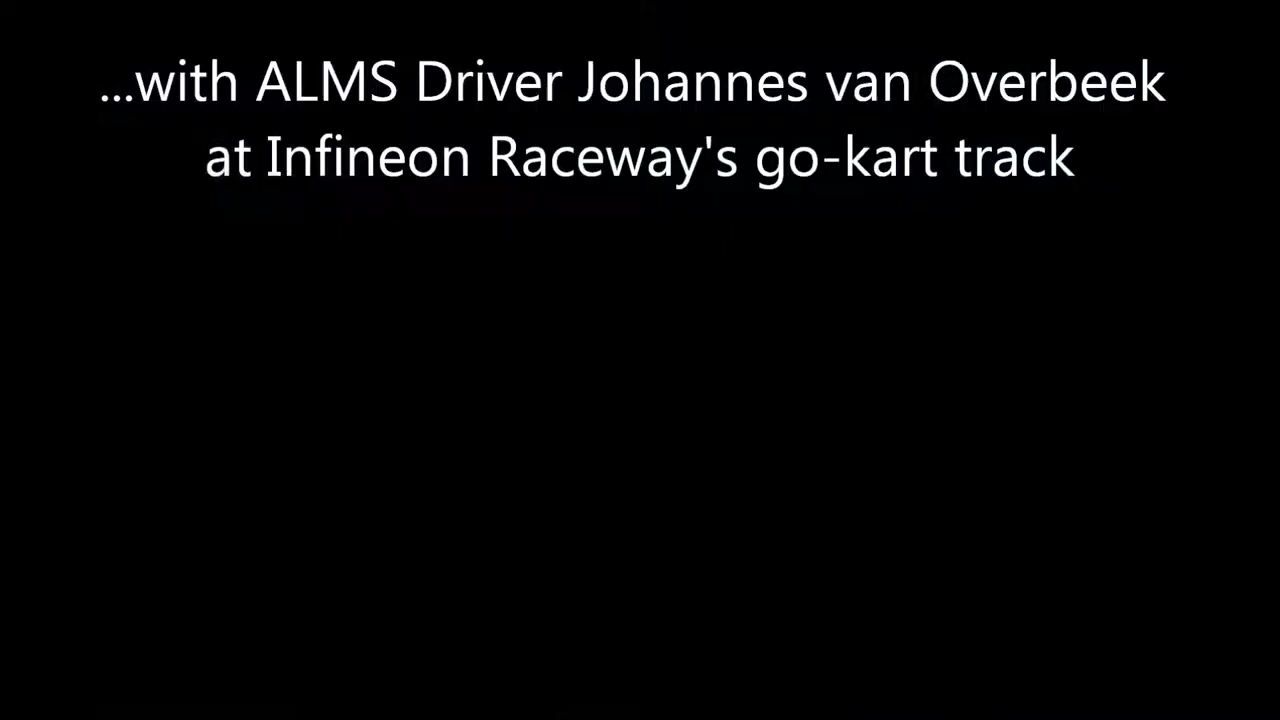 ...with ALMS Driver Johannes van Overbeek
at Infineon Raceway's go-kart track